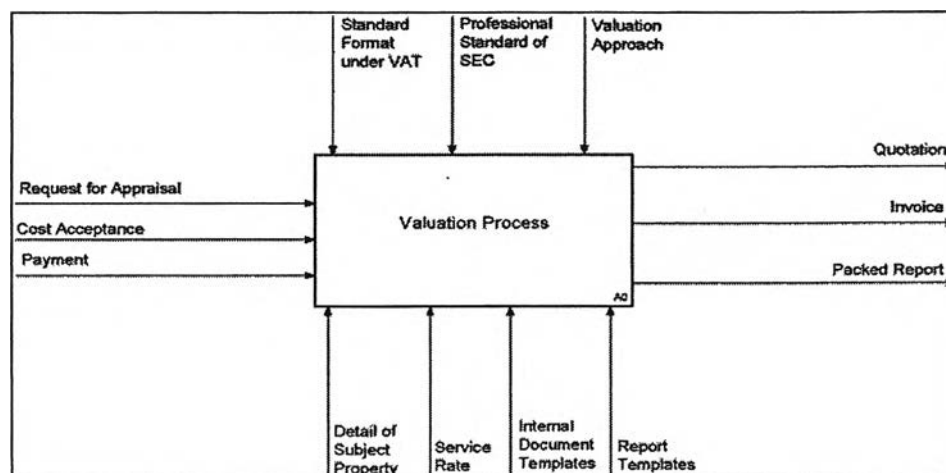 Standard
Format
under VAT
Professional
Standard of
SEC
Valuation
Approach
Quotation
Request for Appraisal
Invoice
Cost Acceptance
Valuation Process
Payment
Packed Report
A0
Detail of
Subject
Property
Service
Rate
Internal
Document
Templates
Report
Templates